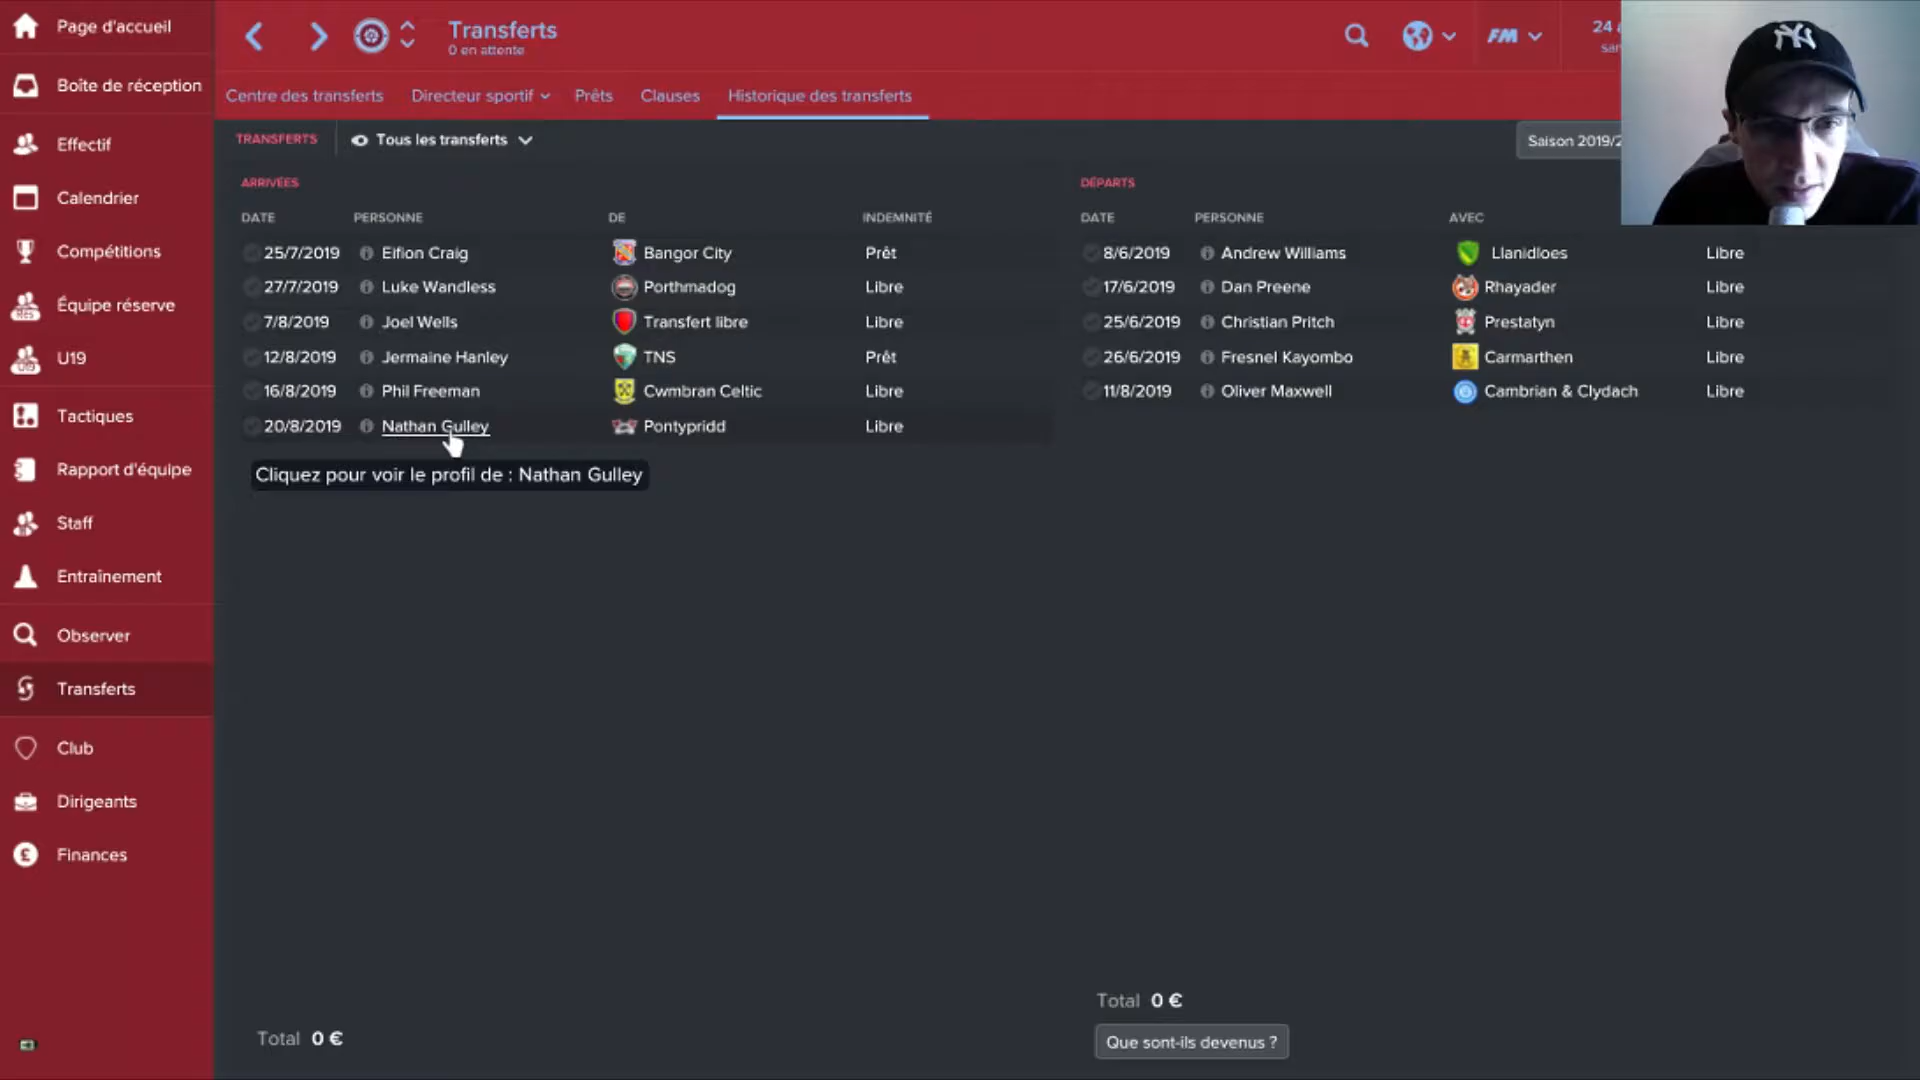 Page d'accueil
Boîte de réception
Effectif
Calendrier
Compétitions
Équipe réserve
U19
Tactiques
Rapport d'équipe
Staff
Entraînement
Observer
Transferts
Club
Dirigeants
Finances
Transferts
0 en attente
FM
24
Centre des transferts Directeur sportif Prêts Clauses Historique des transferts
TRANSFERTS Tous les transferts
Saison 2019/2
ARRIVÉES
DATE PERSONNE DE INDEMNITÉ
25/7/2019 Eifion Craig Bangor City Prêt
27/7/2019 Luke Wandless Porthmadog Libre
7/8/2019 Joel Wells Transfert libre Libre
12/8/2019 Jermaine Hanley TNS Prêt
16/8/2019 Phil Freeman Cwmbran Celtic Libre
20/8/2019 Nathan Gulley Pontypridd Libre
Cliquez pour voir le profil de : Nathan Gulley
Total 0 €
DÉPARTS
DATE PERSONNE AVEC
8/6/2019 Andrew Williams Llanidloes Libre
17/6/2019 Dan Preene Rhayader Libre
25/6/2019 Christian Pritch Prestatyn Libre
26/6/2019 Fresnel Kayombo Carmarthen Libre
11/8/2019 Oliver Maxwell Cambrian & Clydach Libre
Total 0 €
Que sont-ils devenus ?